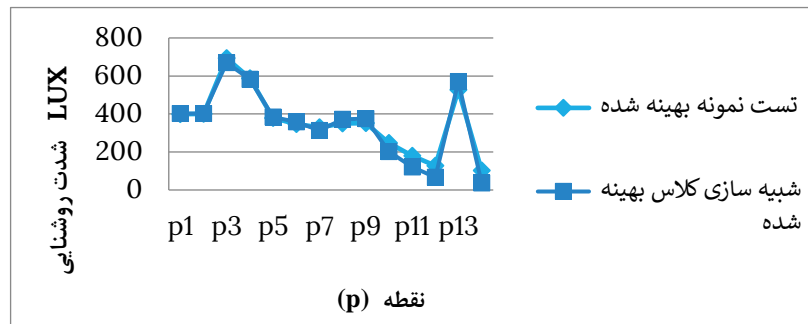 800
600
400
200
0
شدت روشنایی LUX
p1 p3 p5 p7 p9 p11 p13
نقطه (p)
تست نمونه بهینه شده
شبیه سازی کلاس بهینه
شده